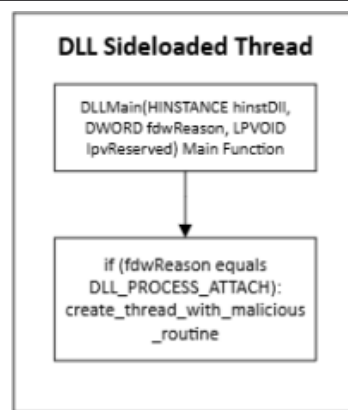 DLL Sideloaded Thread
DLLMain(HINSTANCE hinstDll,
DWORD fdwReason, LPVOID
lpvReserved) Main Function
if (fdwReason equals
DLL_PROCESS_ATTACH):
create_thread_with_malicious
_routine